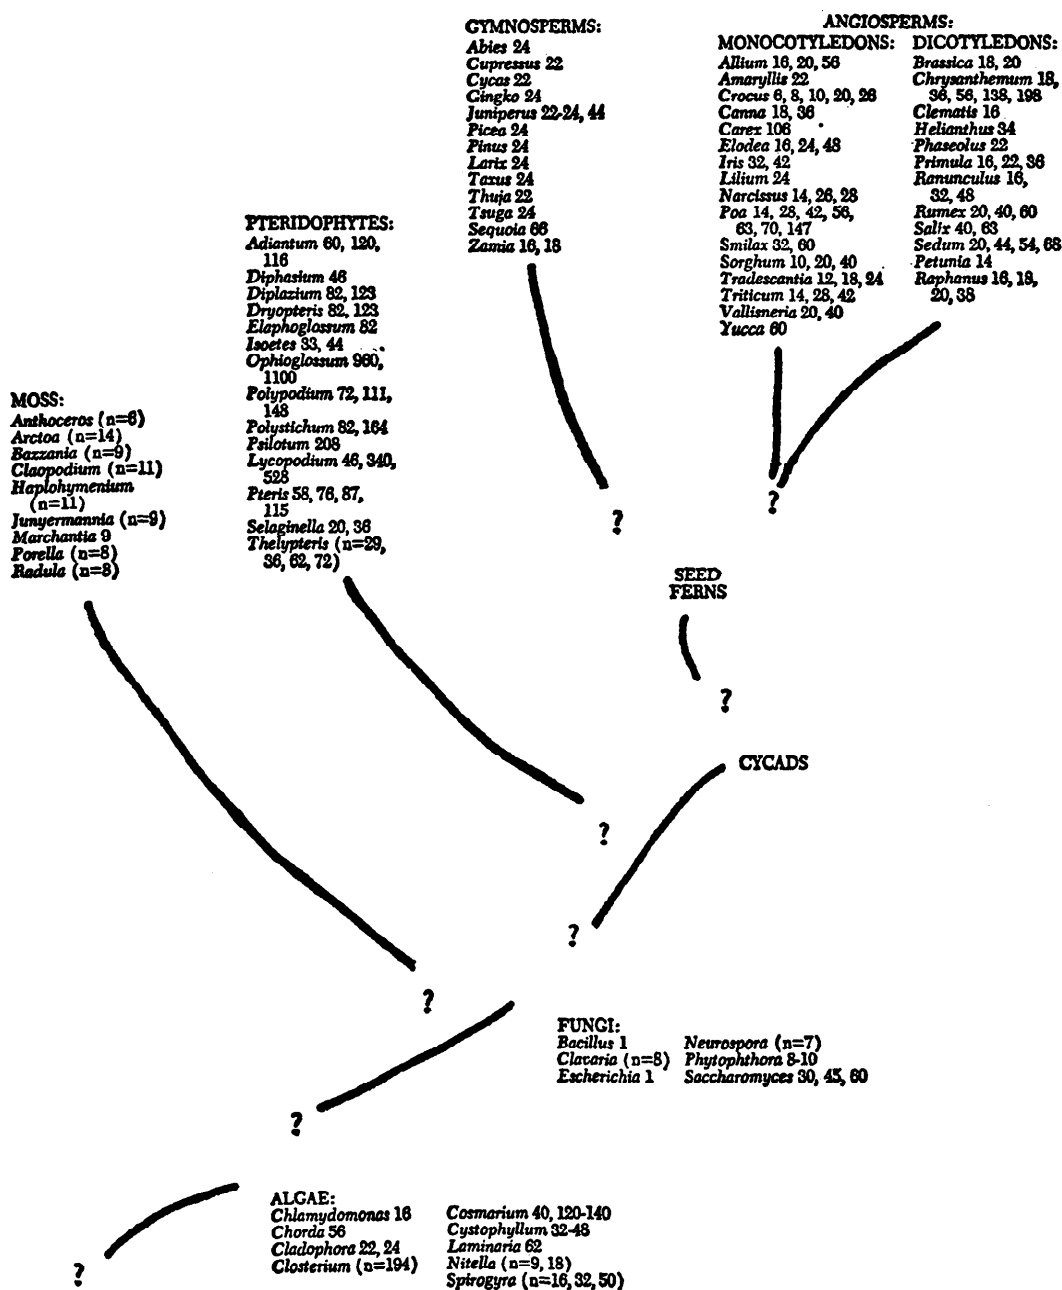 GYMNOSPERMS:
Abies 24
Cupressus 22
Cycas 22
Gingko 24
Juniperus 22-24, 44
Picea 24
Pinus 24
Larix 24
Taxus 24
Thuja 22
Tsuga 24
Sequoia 66
Zamia 16, 18
ANGIOSPERMS:
MONOCOTYLEDONS:
Allium 16, 20, 56
Amaryllis 22
Crocus 6, 8, 10, 20, 26
Canna 18, 36
Carex 106
Elodea 16, 24, 48
Iris 32, 42
Lilium 24
Narcissus 14, 26, 28
Poa 14, 28, 42, 56,
63, 70, 147
Smilax 32, 60
Sorghum 10, 20, 40
Tradescantia 12, 18, 24
Triticum 14, 28, 42
Vallisneria 20, 40
Yucca 60
DICOTYLEDONS:
Brassica 18, 20
Chrysanthemum 18,
36, 56, 138, 198
Clematis 16
Helianthus 34
Phaseolus 22
Primula 16, 22, 36
Ranunculus 16,
32, 48
Rumex 20, 40, 60
Salix 40, 63
Sedum 20, 44, 54, 68
Petunia 14
Raphanus 16, 18,
20, 38
PTERIDOPHYTES:
Adiantum 60, 120,
116
Diphasium 46
Diplazium 82, 123
Dryopteris 82, 123
Elaphoglossum 82
Isoetes 33, 44
Ophioglossum 960,
1100
Polypodium 72, 111,
148
Polystichum 82, 164
Psilotum 208
Lycopodium 46, 340,
528
Pteris 58, 76, 87,
115
Selaginella 20, 36
Thelypteris (n=29,
36, 62, 72)
MOSS:
Anthoceros (n=6)
Arctoa (n=14)
Bazzania (n=9)
Claopodium (n=11)
Haplohymenium
(n=11)
Junyermannia (n=9)
Marchantia 9
Porella (n=8)
Radula (n=8)
?
?
SEED
FERNS
?
CYCADS
?
?
?
FUNGI:
Bacillus 1
Clavaria (n=8)
Escherichia 1
Neurospora (n=7)
Phytophthora 8-10
Saccharomyces 30, 45, 60
?
ALGAE:
Chlamydomonas 16
Chorda 56
Cladophora 22, 24
Closterium (n=194)
Cosmarium 40, 120-140
Cystophyllum 32-48
Laminaria 62
Nitella (n=9, 18)
Spirogyra (n=16, 32, 50)
?